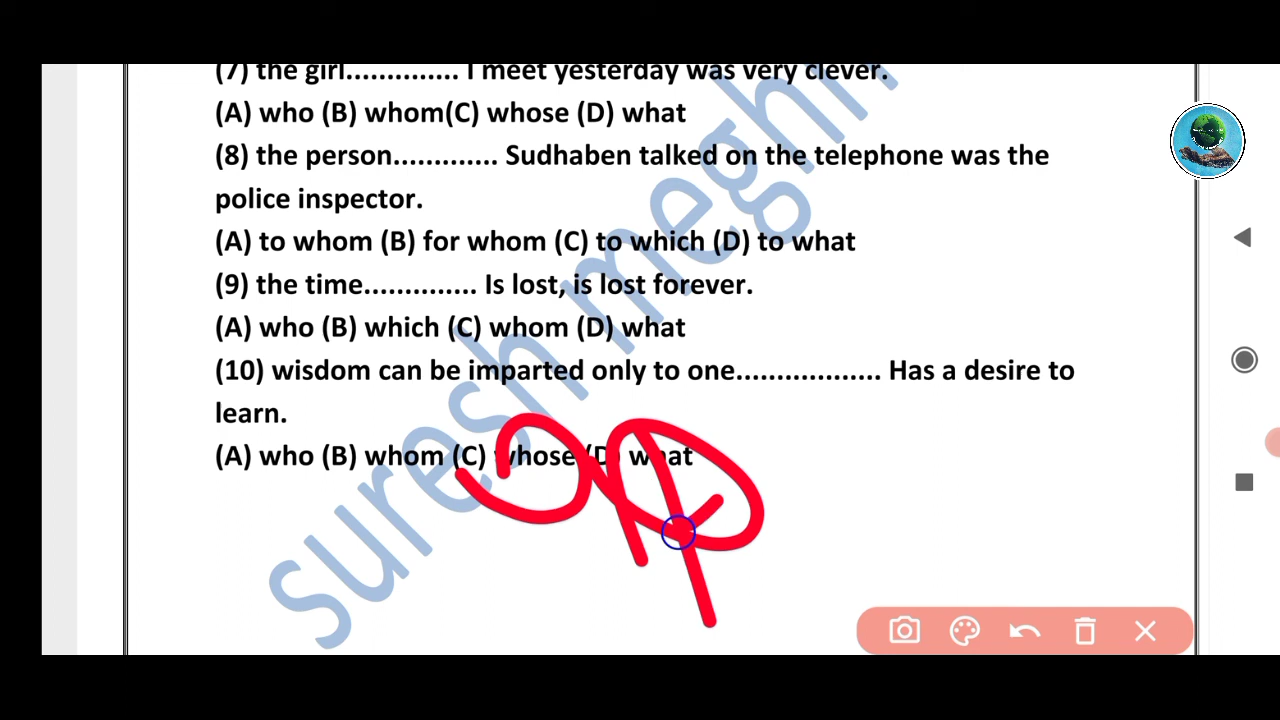 (7) the girl.............. I meet yesterday was very clever.
(A) who (B) whom(C) whose (D) what
(8) the person............. Sudhaben talked on the telephone was the
police inspector.
(A) to whom (B) for whom (C) to which (D) to what
(9) the time.............. Is lost, is lost forever.
(A) who (B) which (C) whom (D) what
(10) wisdom can be imparted only to one.................. Has a desire to
learn.
(A) who (B) whom (C) whose (D) what
suresh megh